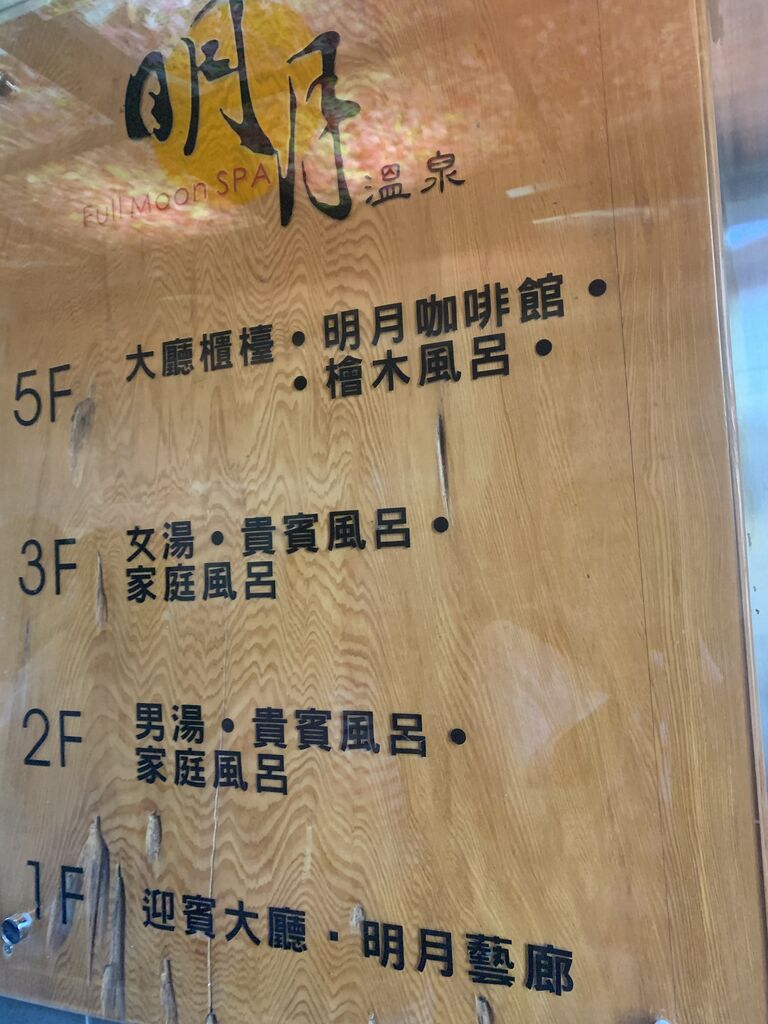 明月
Full Moon SPA 溫泉
5F 大廳櫃檯・明月咖啡館・
・檜木風呂・
3F 女湯・貴賓風呂・
家庭風呂
2F 男湯・貴賓風呂・
家庭風呂
1F 迎賓大廳・明月藝廊